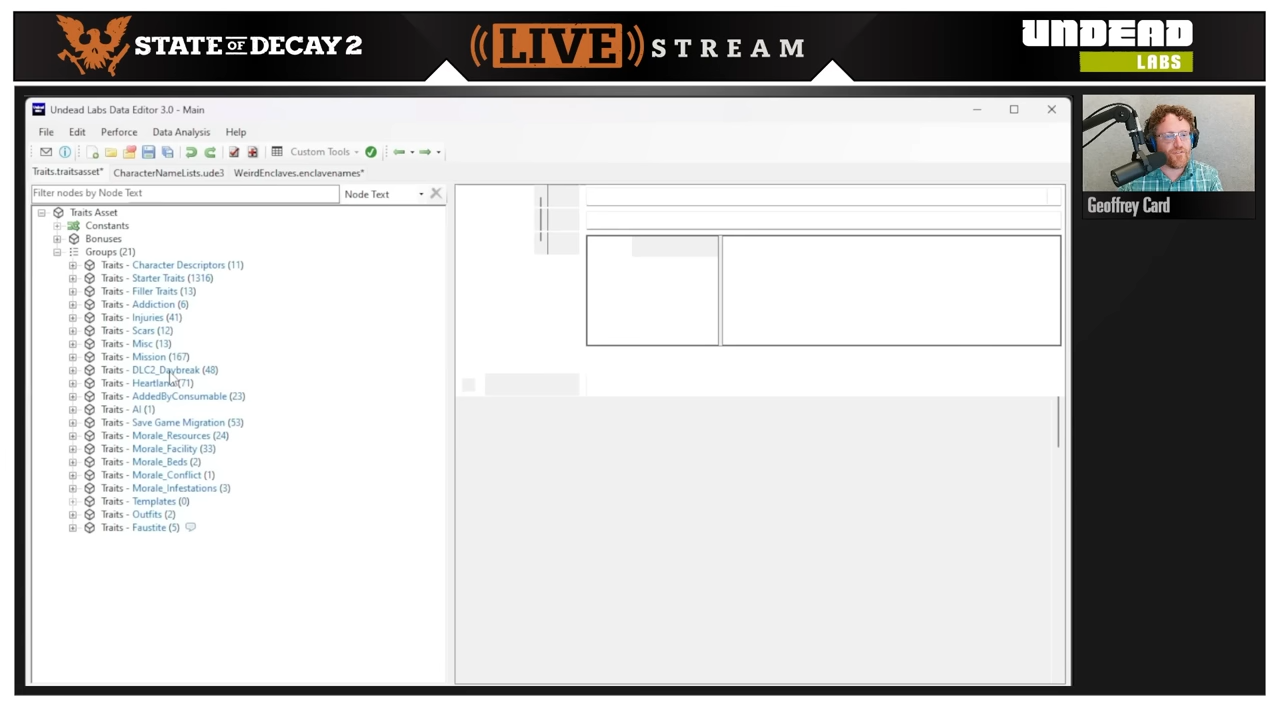 STATE OF DECAY 2
LIVE STREAM
UNDEAD
LABS
Undead Labs Data Editor 3.0 - Main
File Edit Perforce Data Analysis Help
Custom Tools
Traits.traitsasset* CharacterNameLists.ude3 WeirdEnclaves.enclavenames*
Filter nodes by Node Text Node Text
Traits Asset
Constants
Bonuses
Groups (21)
Traits - Character Descriptors (11)
Traits - Starter Traits (1316)
Traits - Filler Traits (13)
Traits - Addiction (6)
Traits - Injuries (41)
Traits - Scars (12)
Traits - Misc (13)
Traits - Mission (167)
Traits - DLC2_Daybreak (48)
Traits - Heartland (71)
Traits - AddedByConsumable (23)
Traits - AI (1)
Traits - Save Game Migration (53)
Traits - Morale_Resources (24)
Traits - Morale_Facility (33)
Traits - Morale_Beds (2)
Traits - Morale_Conflict (1)
Traits - Morale_Infestations (3)
Traits - Templates (0)
Traits - Outfits (2)
Traits - Faustite (5)
Geoffrey Card